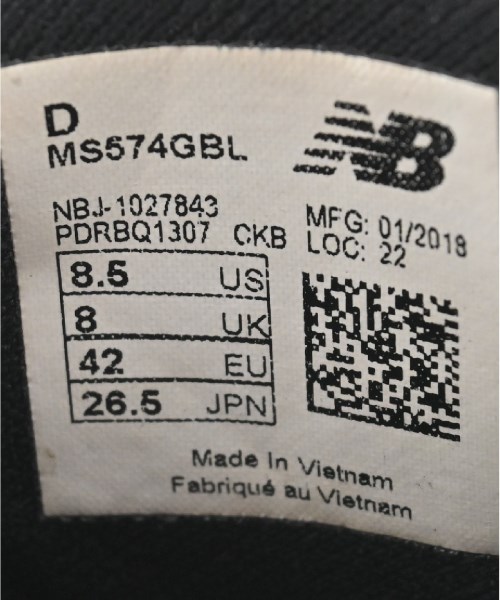 D
MS574GBL
NB
NBJ-1027843
PDRBQ1307 CKB
MFG: 01/2018
LOC: 22
8.5 US
8 UK
42 EU
26.5 JPN
Made In Vietnam
Fabriqué au Vietnam